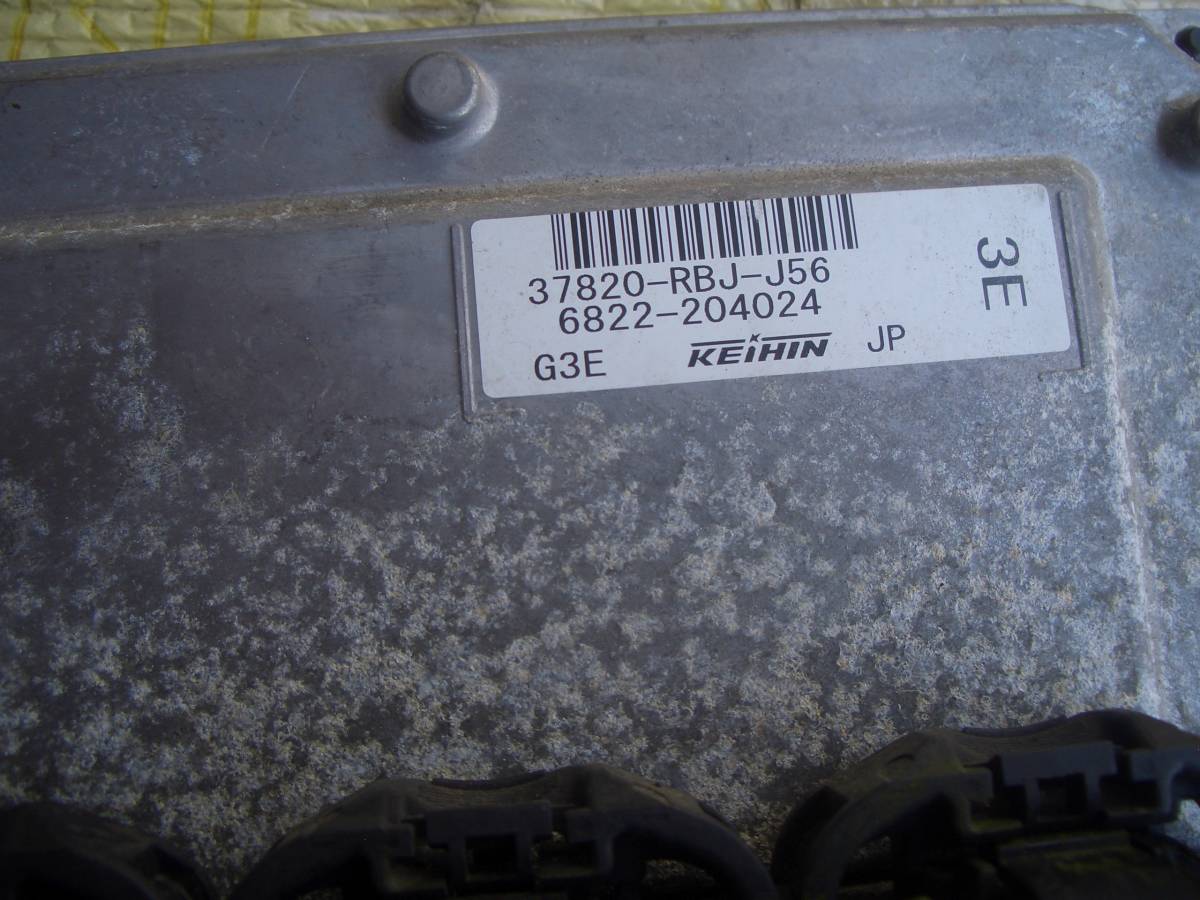 37820-RBJ-J56
6822-204024
G3E KEIHIN JP
3E